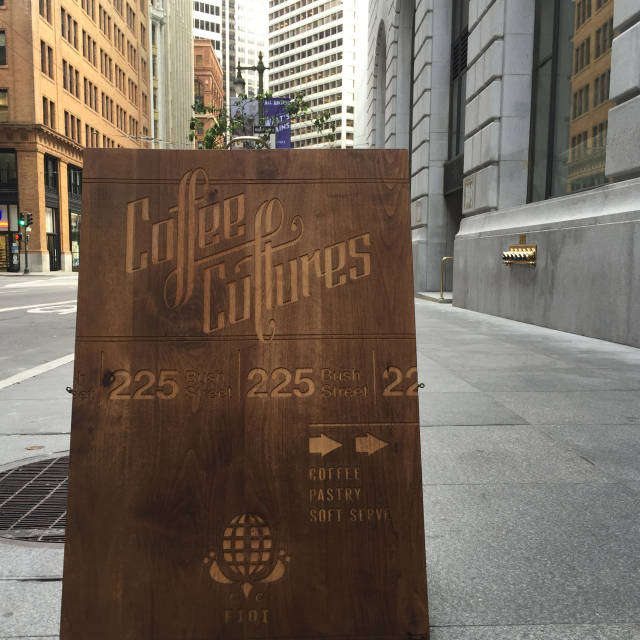 Coffee
Cultures
225 Bush Street 225 Bush Street 22
COFFEE
PASTRY
SOFT SERVE
C C
FIDI